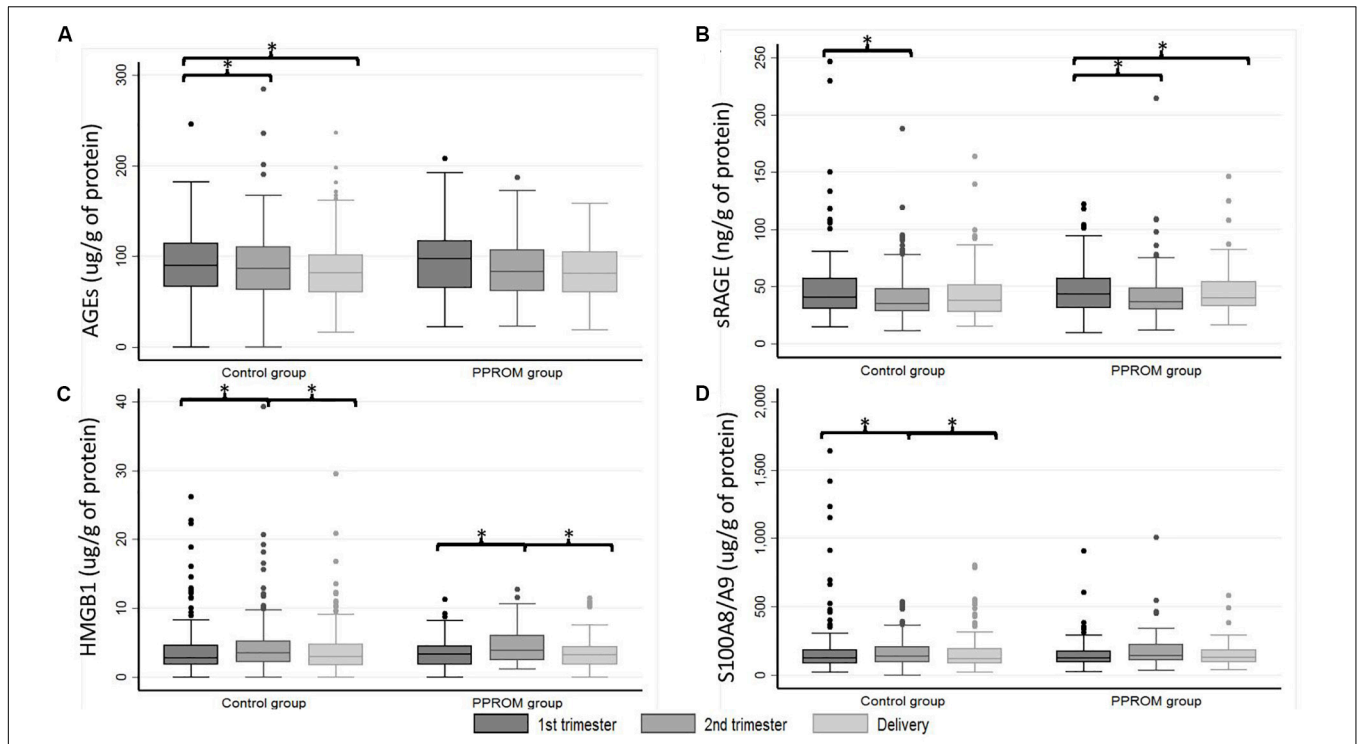 A
* *
AGEs (ug/g of protein)
300
200
100
0
Control group PPROM group
B
* * *
sRAGE (ng/g of protein)
250
200
150
100
50
0
Control group PPROM group
C
* * * *
HMGB1 (ug/g of protein)
40
30
20
10
0
Control group PPROM group
D
* *
S100A8/A9 (ug/g of protein)
2,000
1,500
1,000
500
0
Control group PPROM group
1st trimester 2nd trimester Delivery